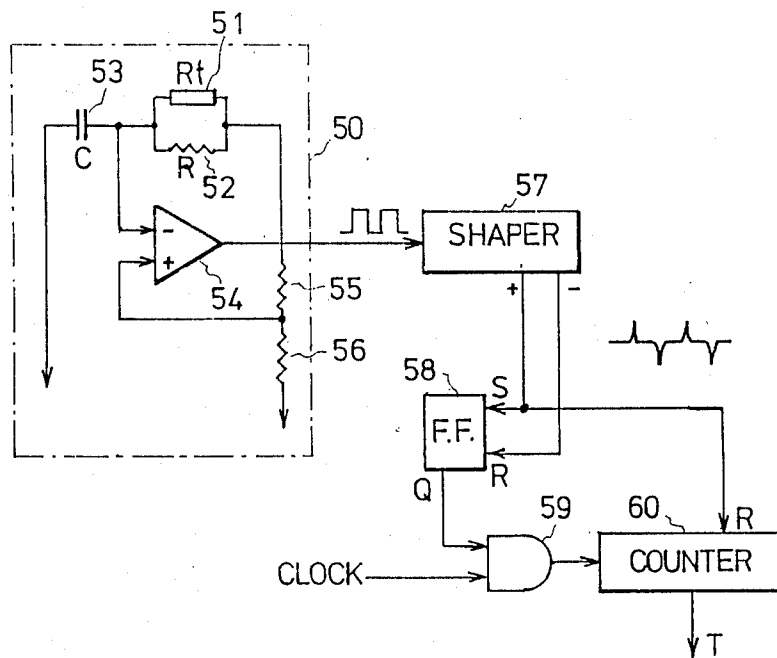 51
53
Rt
50
C
R
52
57
SHAPER
-
+
54
55
+
-
56
58
S
F.F.
R
Q
59
60
R
CLOCK
COUNTER
T